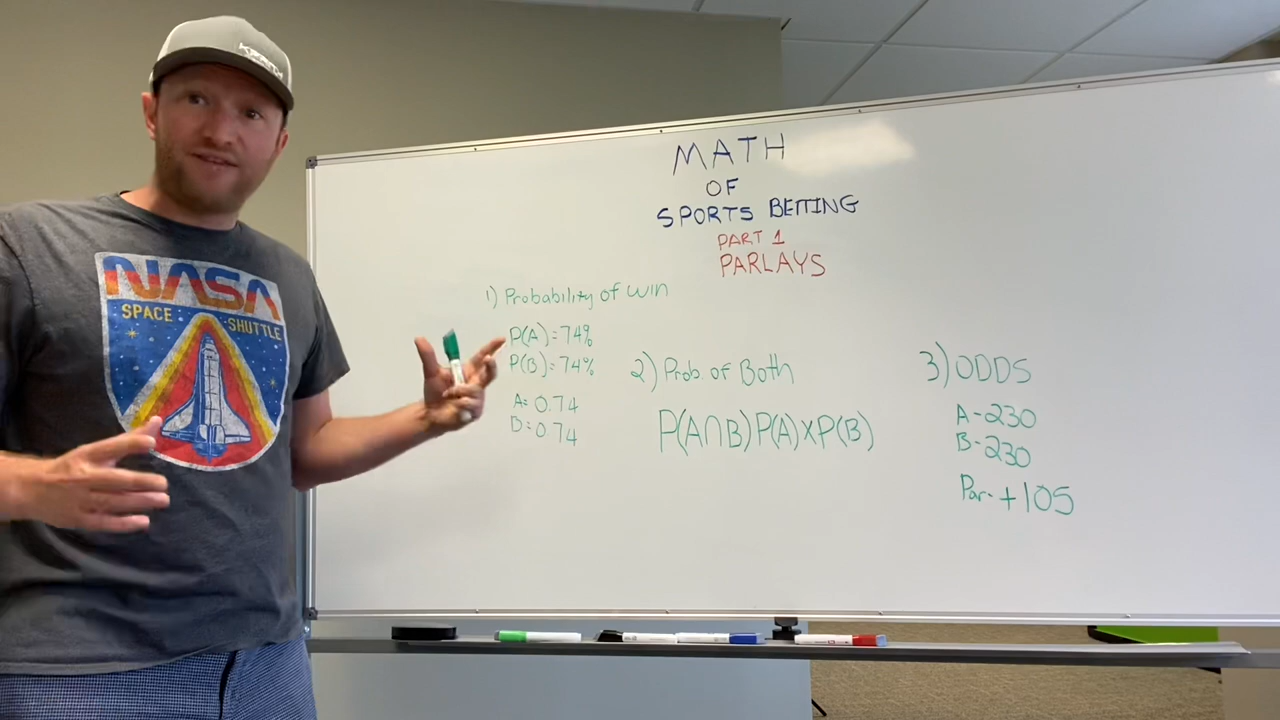 NASA
SPACE SHUTTLE
MATH
OF
SPORTS BETTING
PART 1
PARLAYS
1) Probability of win
P(A)=74%
P(B)=74%
A=0.74
B=0.74
2) Prob. of Both
P(A∩B)P(A)XP(B)
3) ODDS
A-230
B-230
Par-+105